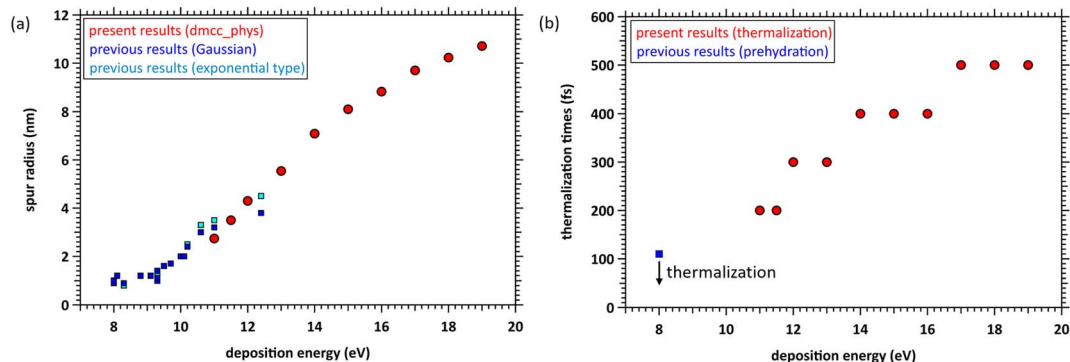 (a)
present results (dmcc_phys)
previous results (Gaussian)
previous results (exponential type)
12
10
8
6
4
2
0
spur radius (nm)
8 10 12 14 16 18 20
deposition energy (eV)
(b)
present results (thermalization)
previous results (prehydration)
600
500
400
300
200
100
0
thermalization times (fs)
thermalization
8 10 12 14 16 18 20
deposition energy (eV)